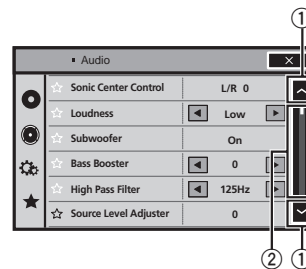 ①
Audio
Sonic Center Control L/R 0
Loudness Low
Subwoofer On
Bass Booster 0
High Pass Filter 125Hz
Source Level Adjuster 0
② ①